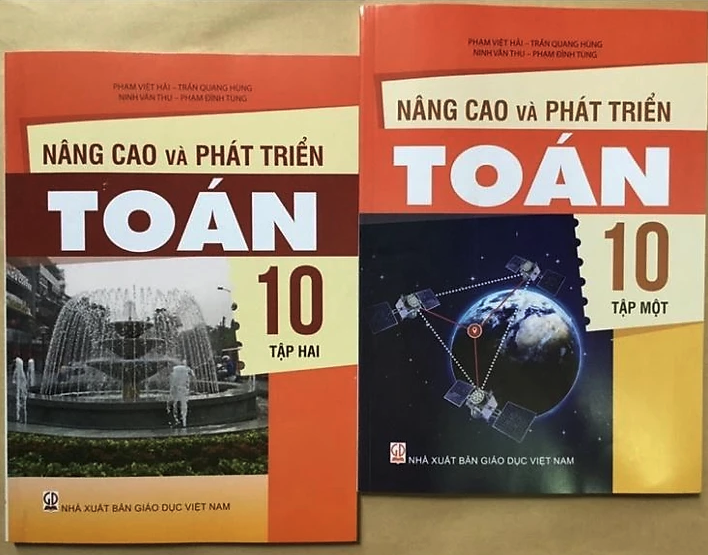 PHẠM VIỆT HẢI – TRẦN QUANG HÙNG
NINH VĂN THU – PHẠM ĐÌNH TÙNG
NÂNG CAO VÀ PHÁT TRIỂN
TOÁN
10
TẬP HAI
GD
NHÀ XUẤT BẢN GIÁO DỤC VIỆT NAM
PHẠM VIỆT HẢI – TRẦN QUANG HÙNG
NINH VĂN THU – PHẠM ĐÌNH TÙNG
NÂNG CAO VÀ PHÁT TRIỂN
TOÁN
10
TẬP MỘT
GD
NHÀ XUẤT BẢN GIÁO DỤC VIỆT NAM